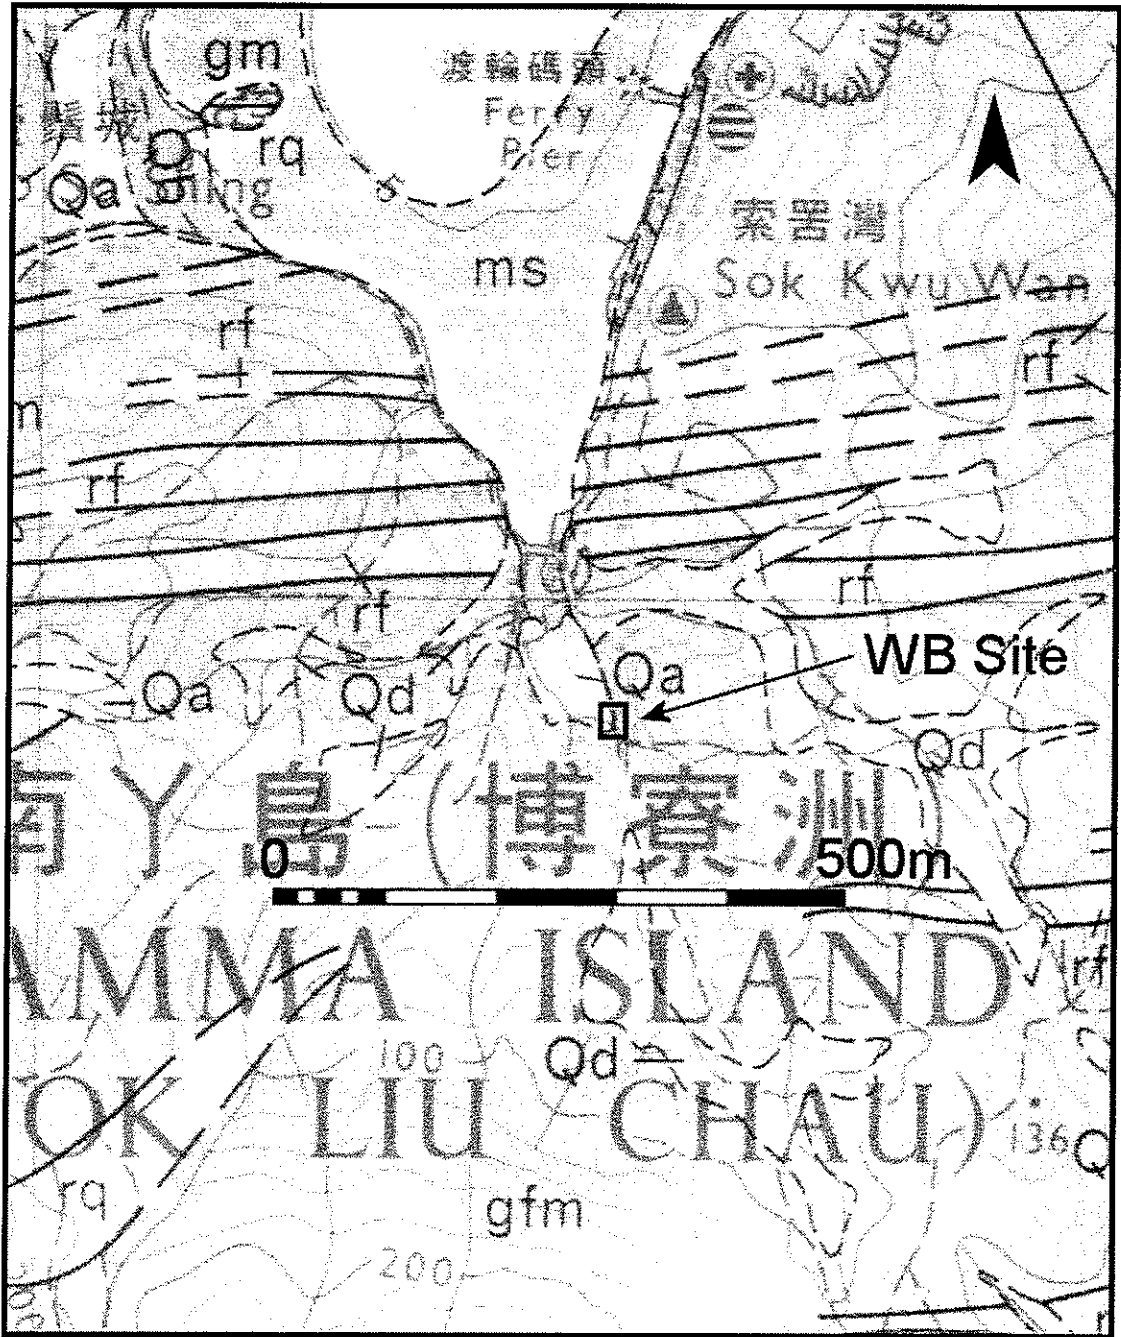 gm
渡輪碼頭
Ferry
Pier
rq
Qa
5
索罟灣
ms
Sok Kwu Wan
rf
rf
rf
rf
rf
WB Site
Qa
Qa
Qd
Qd
南丫島(博寮洲)
0
500m
AMMA ISLAND
rf
100
Qd
OK LIU CHAU)
136
Q
rq
gfm
200